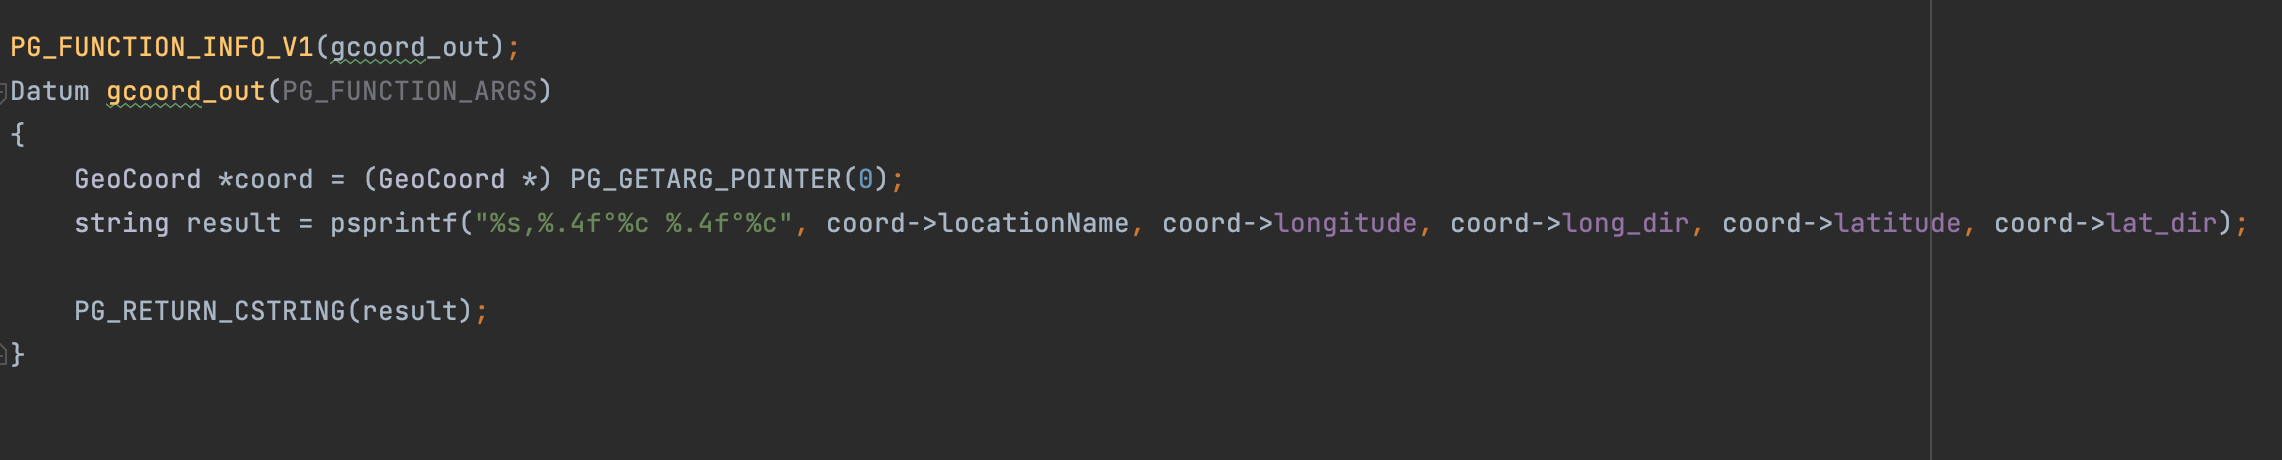 PG_FUNCTION_INFO_V1(gcoord_out);
Datum gcoord_out(PG_FUNCTION_ARGS)
{
    GeoCoord *coord = (GeoCoord *) PG_GETARG_POINTER(0);
    string result = psprintf("%s,%.4f°%c %.4f°%c", coord->locationName, coord->longitude, coord->long_dir, coord->latitude, coord->lat_dir);
    PG_RETURN_CSTRING(result);
}